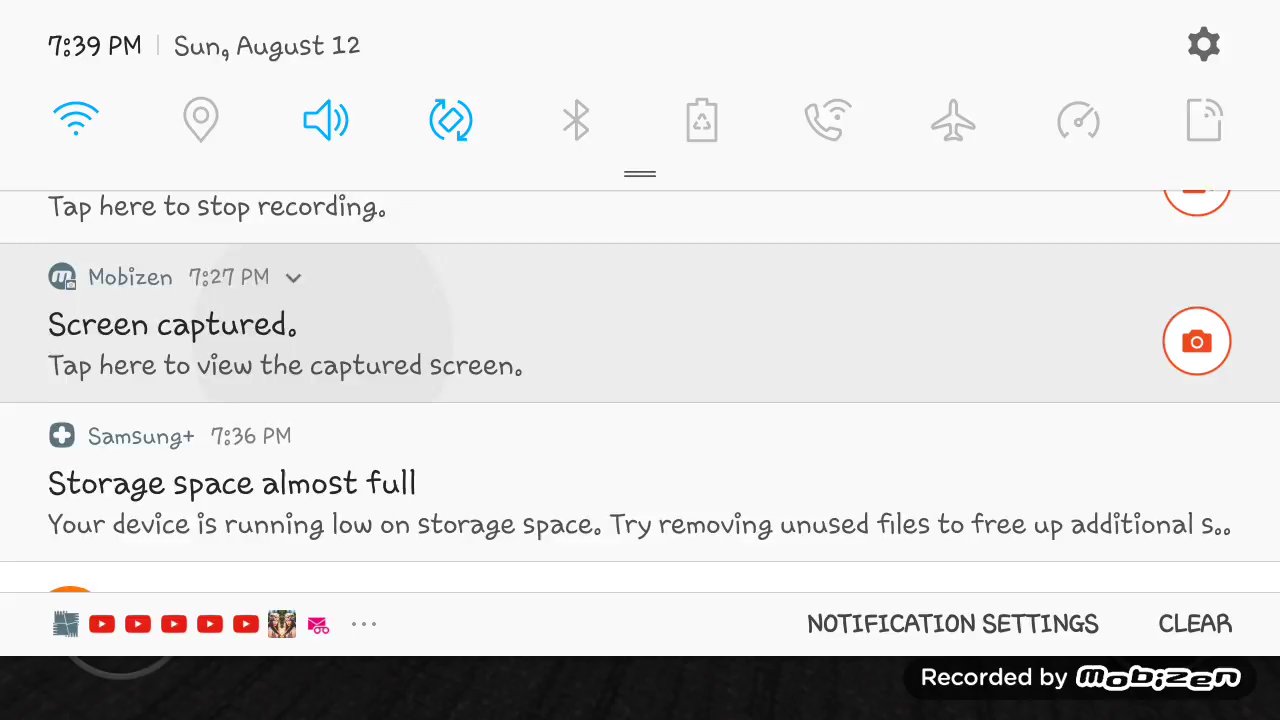 7:39 PM | Sun, August 12
Tap here to stop recording.
Mobizen 7:27 PM
Screen captured.
Tap here to view the captured screen.
Samsung+ 7:36 PM
Storage space almost full
Your device is running low on storage space. Try removing unused files to free up additional s..
NOTIFICATION SETTINGS CLEAR
Recorded by mobizen